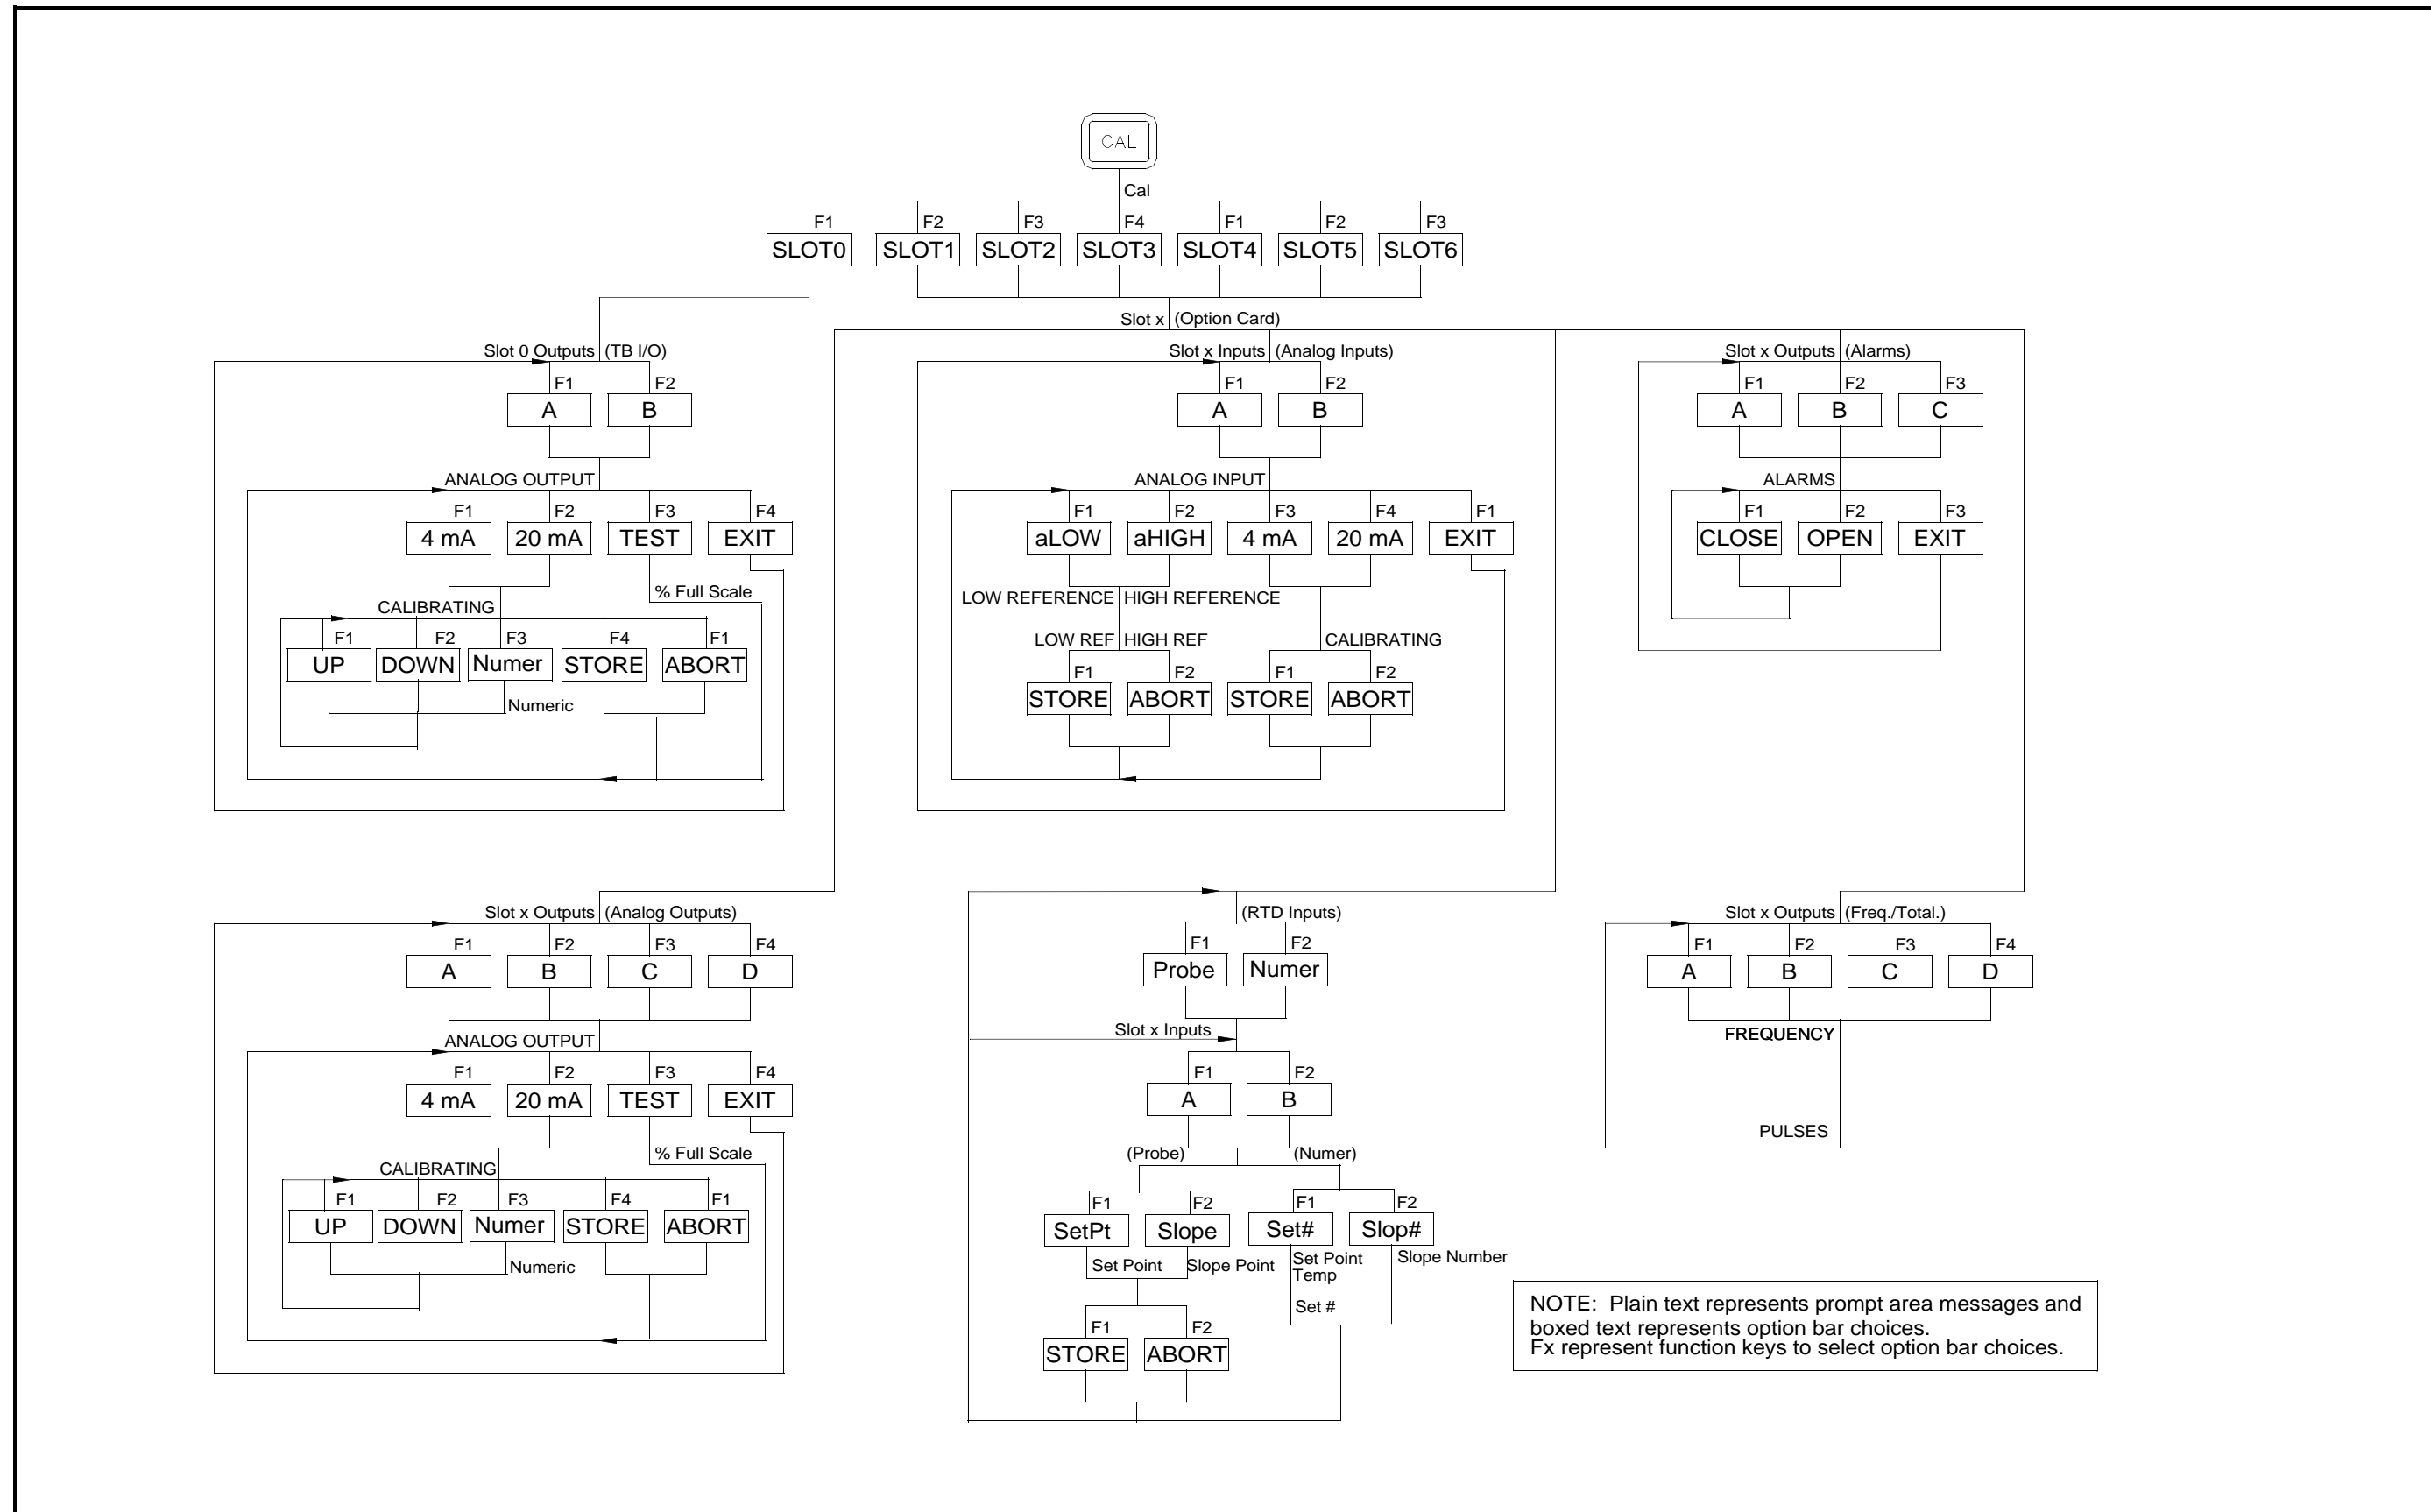 CAL
Cal
F1 F2 F3 F4 F1 F2 F3
SLOT0 SLOT1 SLOT2 SLOT3 SLOT4 SLOT5 SLOT6
Slot x (Option Card)
Slot 0 Outputs (TB I/O)
F1 F2
A B
ANALOG OUTPUT
F1 F2 F3 F4
4 mA 20 mA TEST EXIT
% Full Scale
CALIBRATING
F1 F2 F3 F4 F1
UP DOWN Numer STORE ABORT
Numeric
Slot x Inputs (Analog Inputs)
F1 F2
A B
ANALOG INPUT
F1 F2 F3 F4 F1
aLOW aHIGH 4 mA 20 mA EXIT
LOW REFERENCE HIGH REFERENCE
LOW REF HIGH REF CALIBRATING
F1 F2 F1 F2
STORE ABORT STORE ABORT
Slot x Outputs (Alarms)
F1 F2 F3
A B C
ALARMS
F1 F2 F3
CLOSE OPEN EXIT
Slot x Outputs (Analog Outputs)
F1 F2 F3 F4
A B C D
ANALOG OUTPUT
F1 F2 F3 F4
4 mA 20 mA TEST EXIT
% Full Scale
CALIBRATING
F1 F2 F3 F4 F1
UP DOWN Numer STORE ABORT
Numeric
(RTD Inputs)
F1 F2
Probe Numer
Slot x Inputs
F1 F2
A B
(Probe) (Numer)
F1 F2 F1 F2
SetPt Slope Set# Slop#
Set Point Slope Point Set Point Slope Number
Temp
Set #
F1 F2
STORE ABORT
Slot x Outputs (Freq./Total.)
F1 F2 F3 F4
A B C D
FREQUENCY
PULSES
NOTE: Plain text represents prompt area messages and
boxed text represents option bar choices.
Fx represent function keys to select option bar choices.